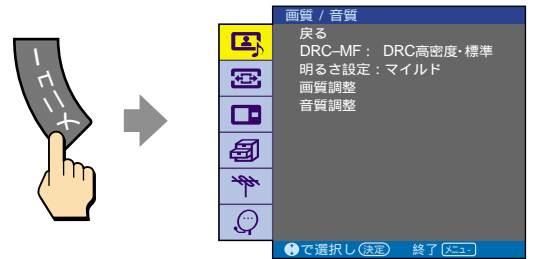 メニュー
画質 / 音質
戻る
DRC–MF： DRC高密度･標準
明るさ設定：マイルド
画質調整
音質調整
で選択し 決定 終了 メニュー